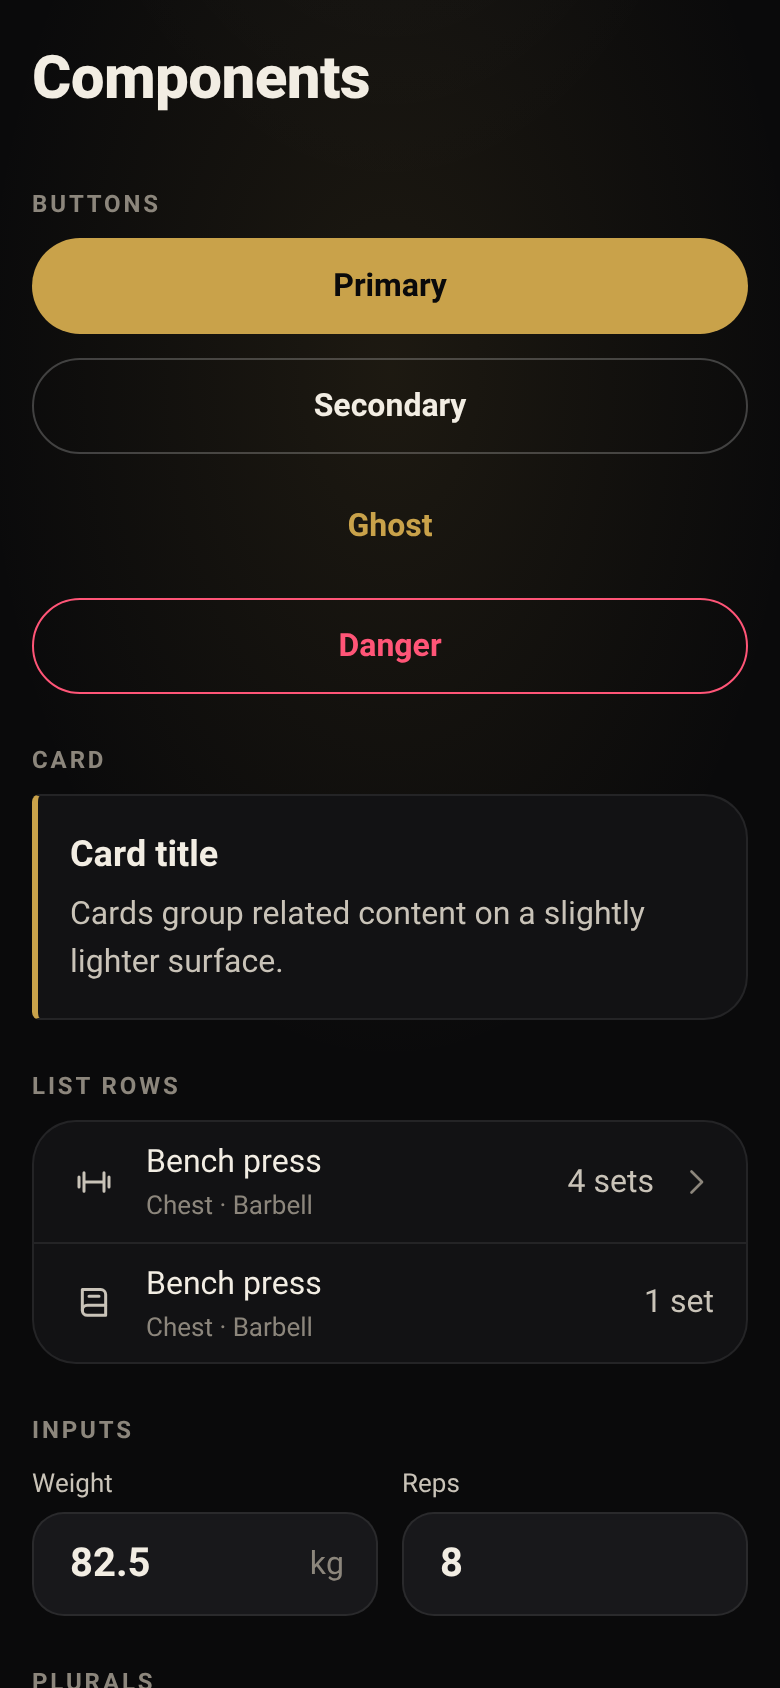 Components
BUTTONS
Primary
Secondary
Ghost
Danger
CARD
Card title
Cards group related content on a slightly
lighter surface.
LIST ROWS
Bench press
4 sets
Chest · Barbell
Bench press
1 set
Chest · Barbell
INPUTS
Weight
Reps
82.5 kg
8
PLURALS